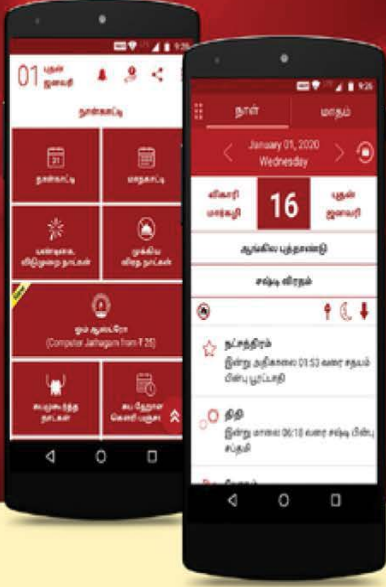 9:26
01 புதன்
ஜனவரி
நாள்காட்டி
நாள்காட்டி
மாதகாட்டி
பண்டிகை,
விடுமுறை நாட்கள்
முக்கிய
விரத நாட்கள்
ஓம் ஆஸ்ட்ரோ
(Computer Jathagam from ₹ 25)
சுபமுகூர்த்த
நாட்கள்
சுப ஹோரை
கௌரி பஞ்சா
9:26
நாள்
மாதம்
January 01, 2020
Wednesday
விகாரி
மார்கழி
16
புதன்
ஜனவரி
ஆங்கில புத்தாண்டு
சஷ்டி விரதம்
நட்சத்திரம்
இன்று அதிகாலை 01:53 வரை சதயம்
பின்பு பூரட்டாதி
திதி
இன்று மாலை 06:18 வரை சஷ்டி பின்பு
சப்தமி